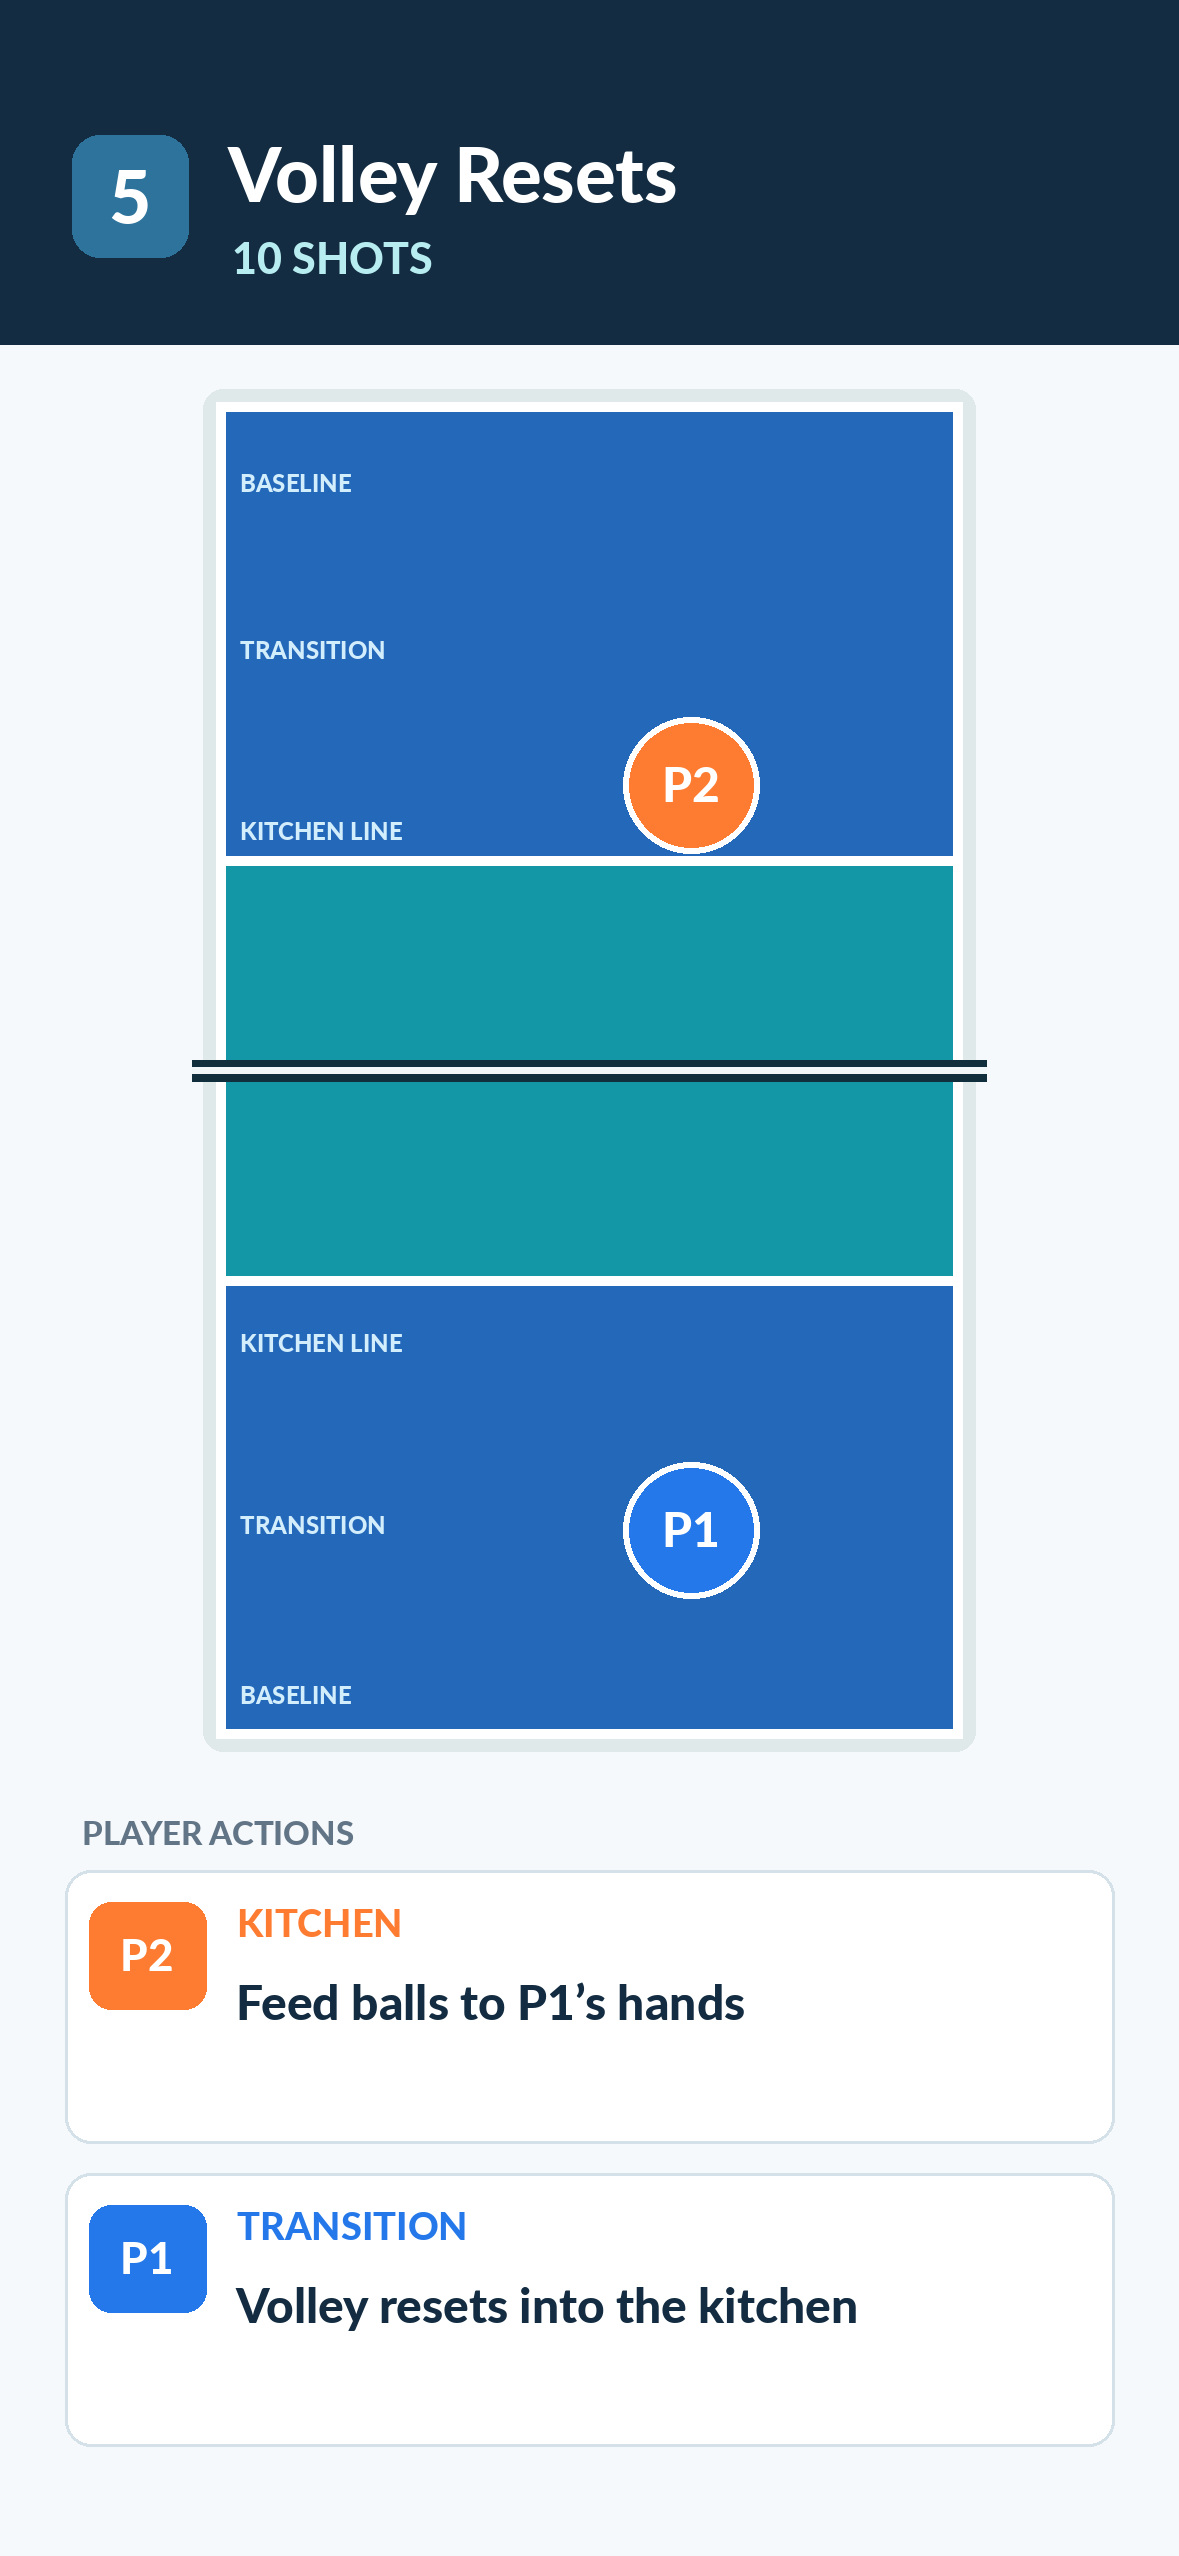 5
Volley Resets
10 SHOTS
BASELINE
TRANSITION
P2
KITCHEN LINE
KITCHEN LINE
TRANSITION
P1
BASELINE
PLAYER ACTIONS
P2
KITCHEN
Feed balls to P1’s hands
P1
TRANSITION
Volley resets into the kitchen